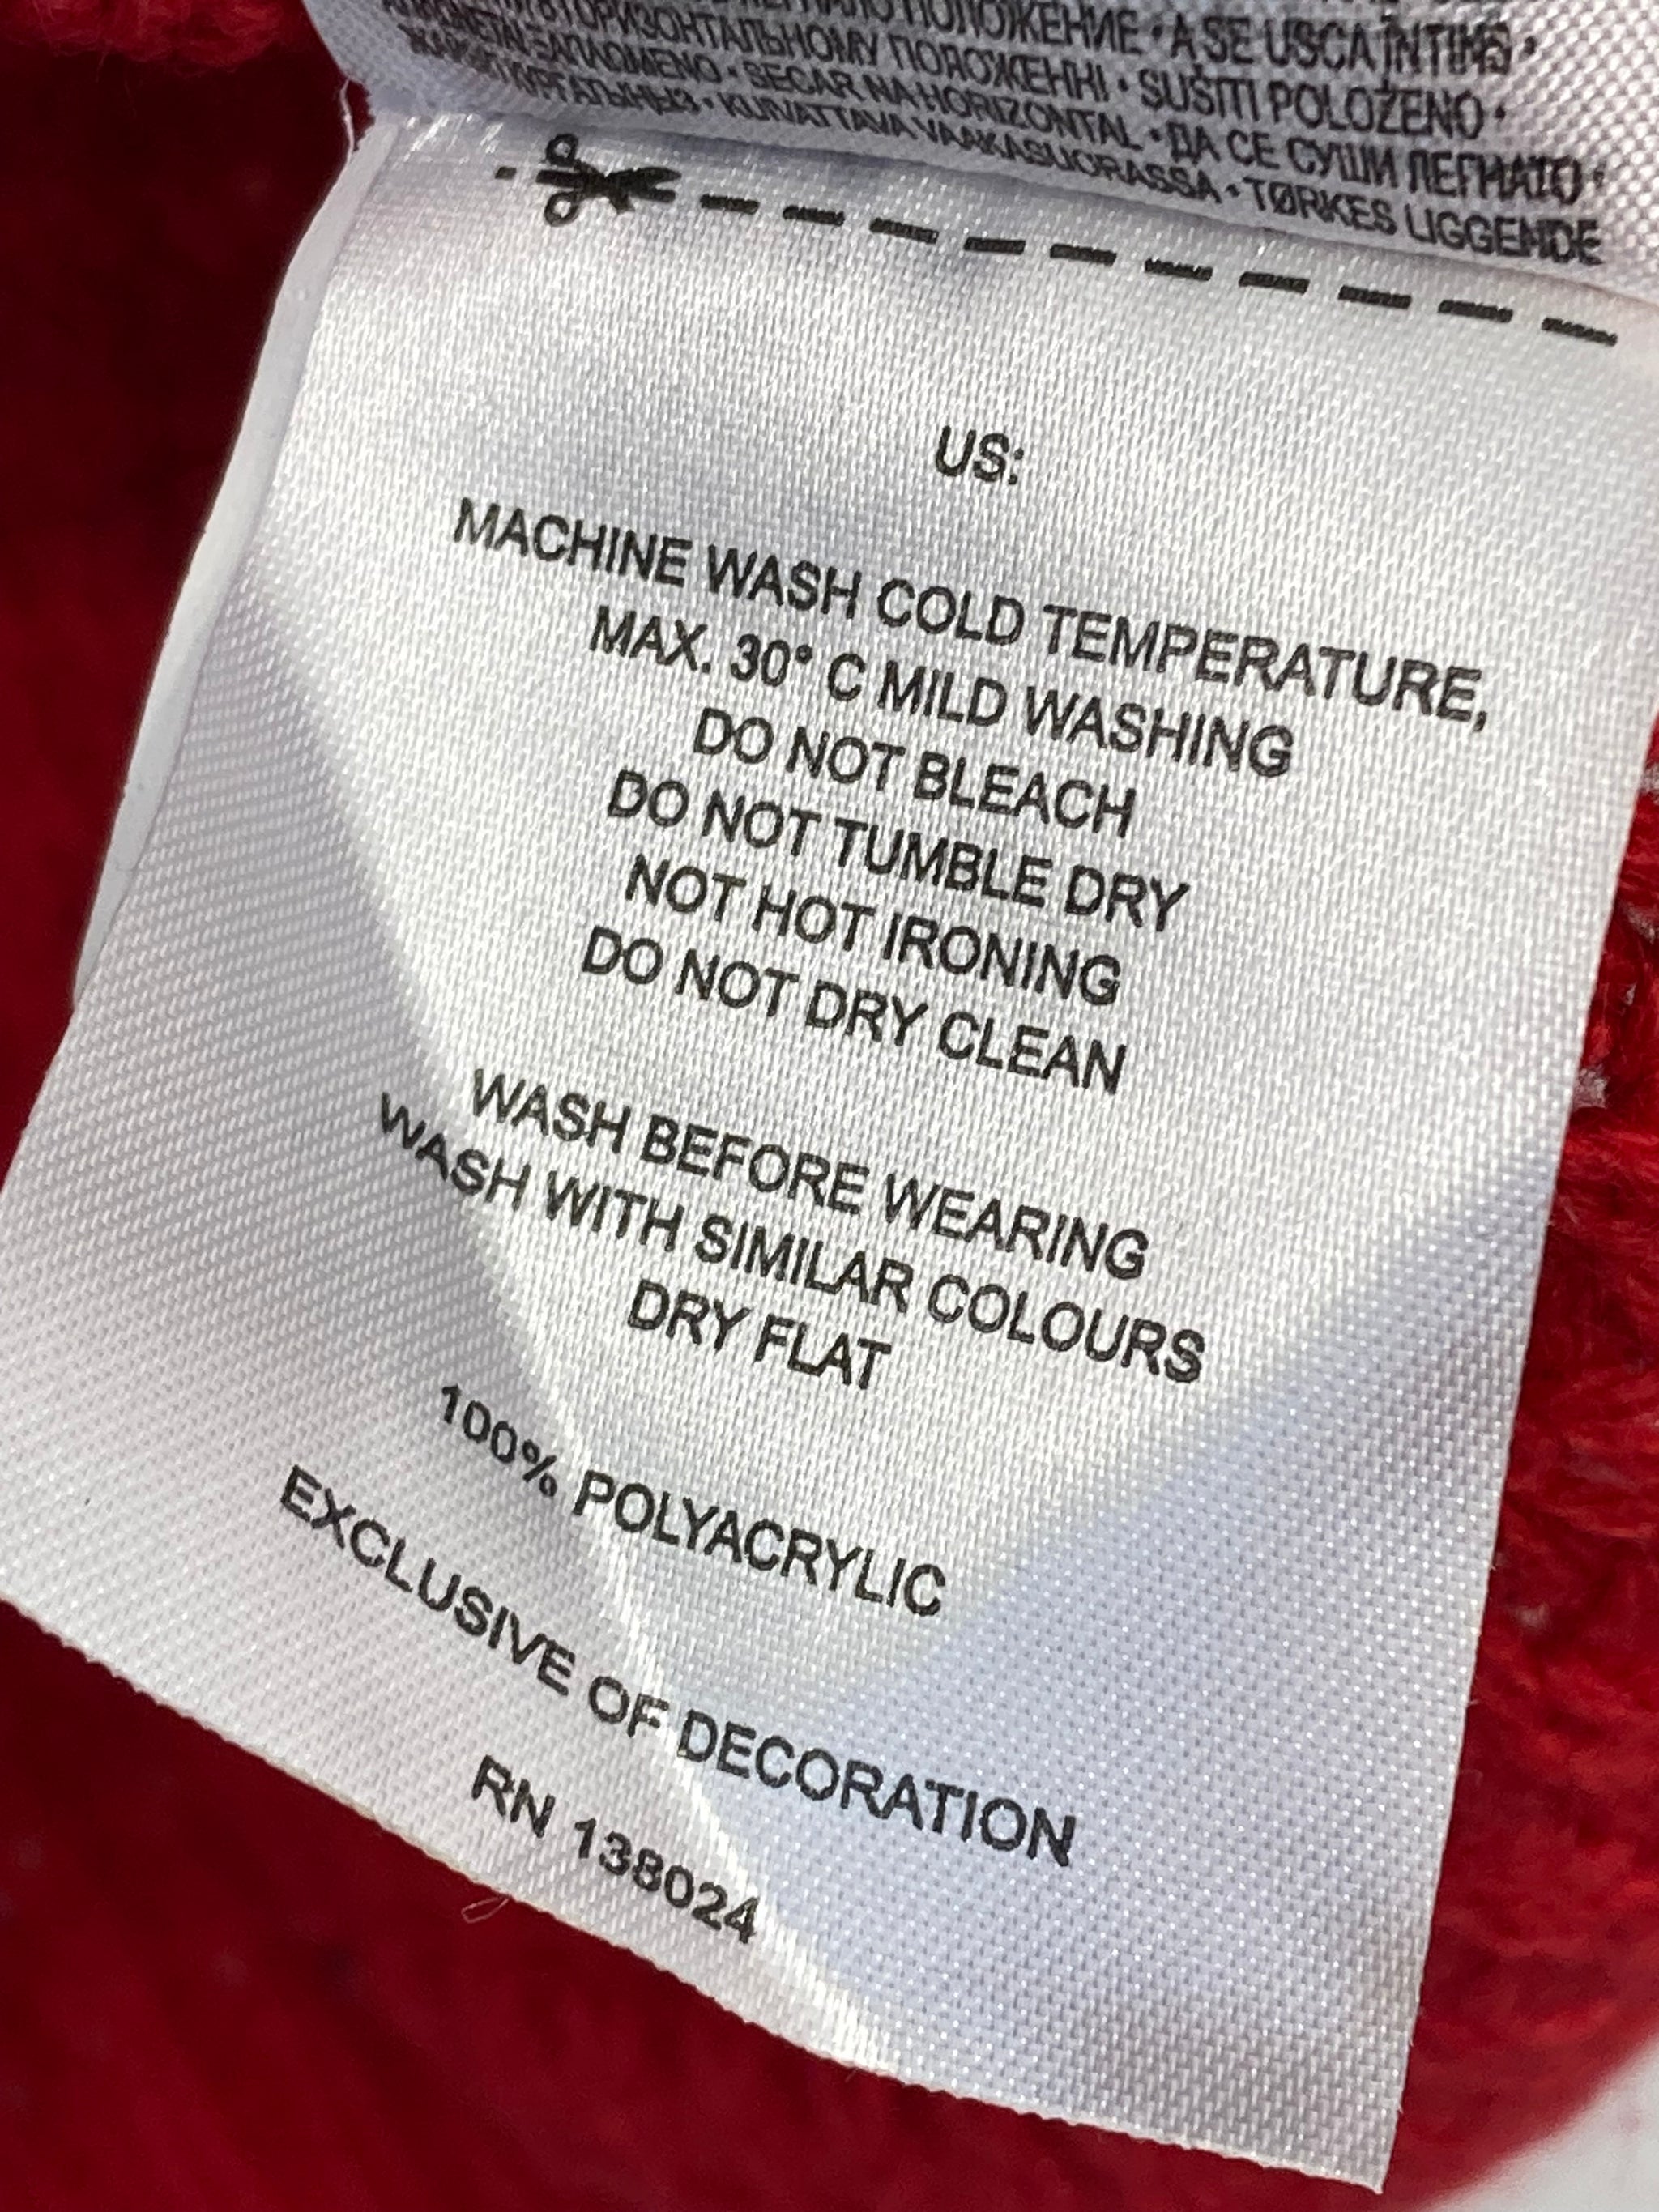 ПОЛОЖЕНИЕ • A SE USCA ÎNTINS •
ГОРИЗОНТАЛЬНОМУ ПОЛОЖЕННІ • SUŠITI POLOŽENO •
SECAR NA HORIZONTAL • ДА СЕ СУШИ ЛЕГНАТО •
KUIVATTAVA VAAKASUORASSA • TØRKES LIGGENDE
US:
MACHINE WASH COLD TEMPERATURE,
MAX. 30° C MILD WASHING
DO NOT BLEACH
DO NOT TUMBLE DRY
NOT HOT IRONING
DO NOT DRY CLEAN
WASH BEFORE WEARING
WASH WITH SIMILAR COLOURS
DRY FLAT
100% POLYACRYLIC
EXCLUSIVE OF DECORATION
RN 138024